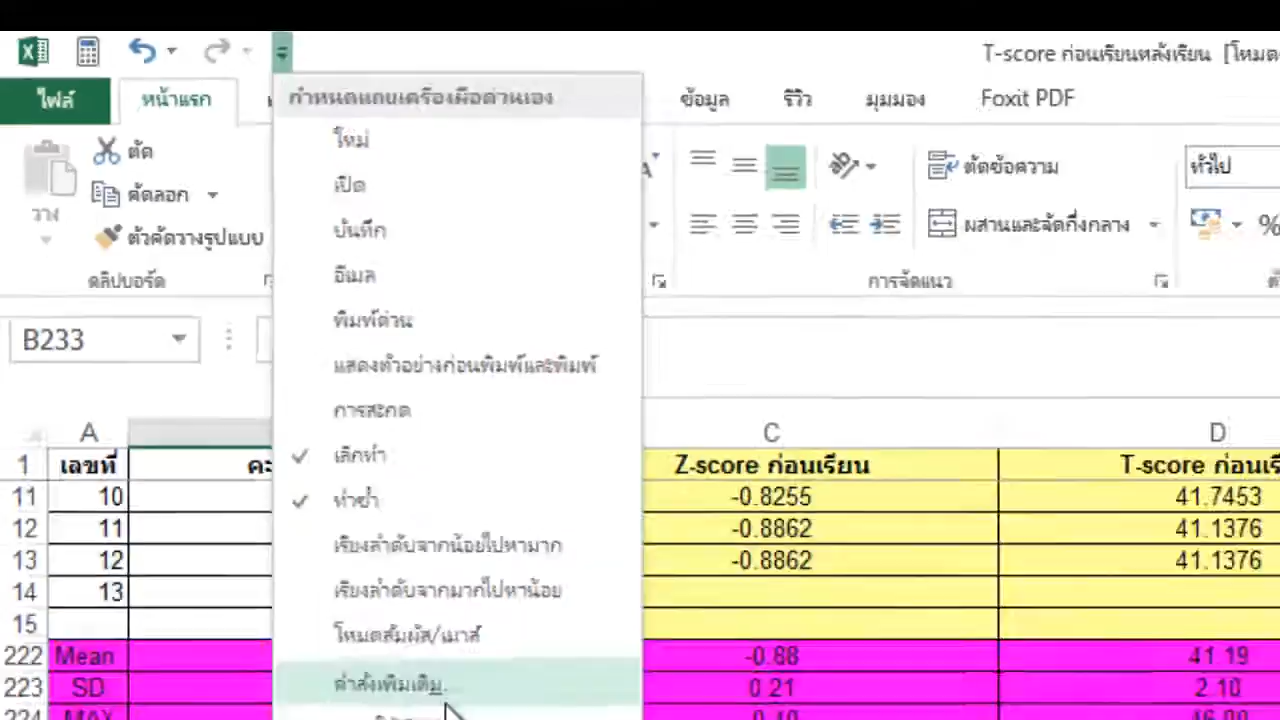 T-score ก่อนเรียนหลังเรียน [โหมด
ไฟล์
หน้าแรก
ข้อมูล
รีวิว
มุมมอง
Foxit PDF
กำหนดแถบเครื่องมือด่วนเอง
ใหม่
เปิด
บันทึก
อีเมล
พิมพ์ด่วน
แสดงตัวอย่างก่อนพิมพ์และพิมพ์
การสะกด
เลิกทำ
ทำซ้ำ
เรียงลำดับจากน้อยไปหามาก
เรียงลำดับจากมากไปหาน้อย
โหมดสัมผัส/เมาส์
คำสั่งเพิ่มเติม..
วาง
ตัด
คัดลอก
ตัวคัดวางรูปแบบ
คลิปบอร์ด
ตัดข้อความ
ผสานและจัดกึ่งกลาง
การจัดแนว
ทั่วไป
%
B233
A C D
1 เลขที่ Z-score ก่อนเรียน T-score ก่อนเรี
11 10 -0.8255 41.7453
12 11 -0.8862 41.1376
13 12 -0.8862 41.1376
14 13
15
222 Mean -0.88 41.19
223 SD 0.21 2.10
224 MAX